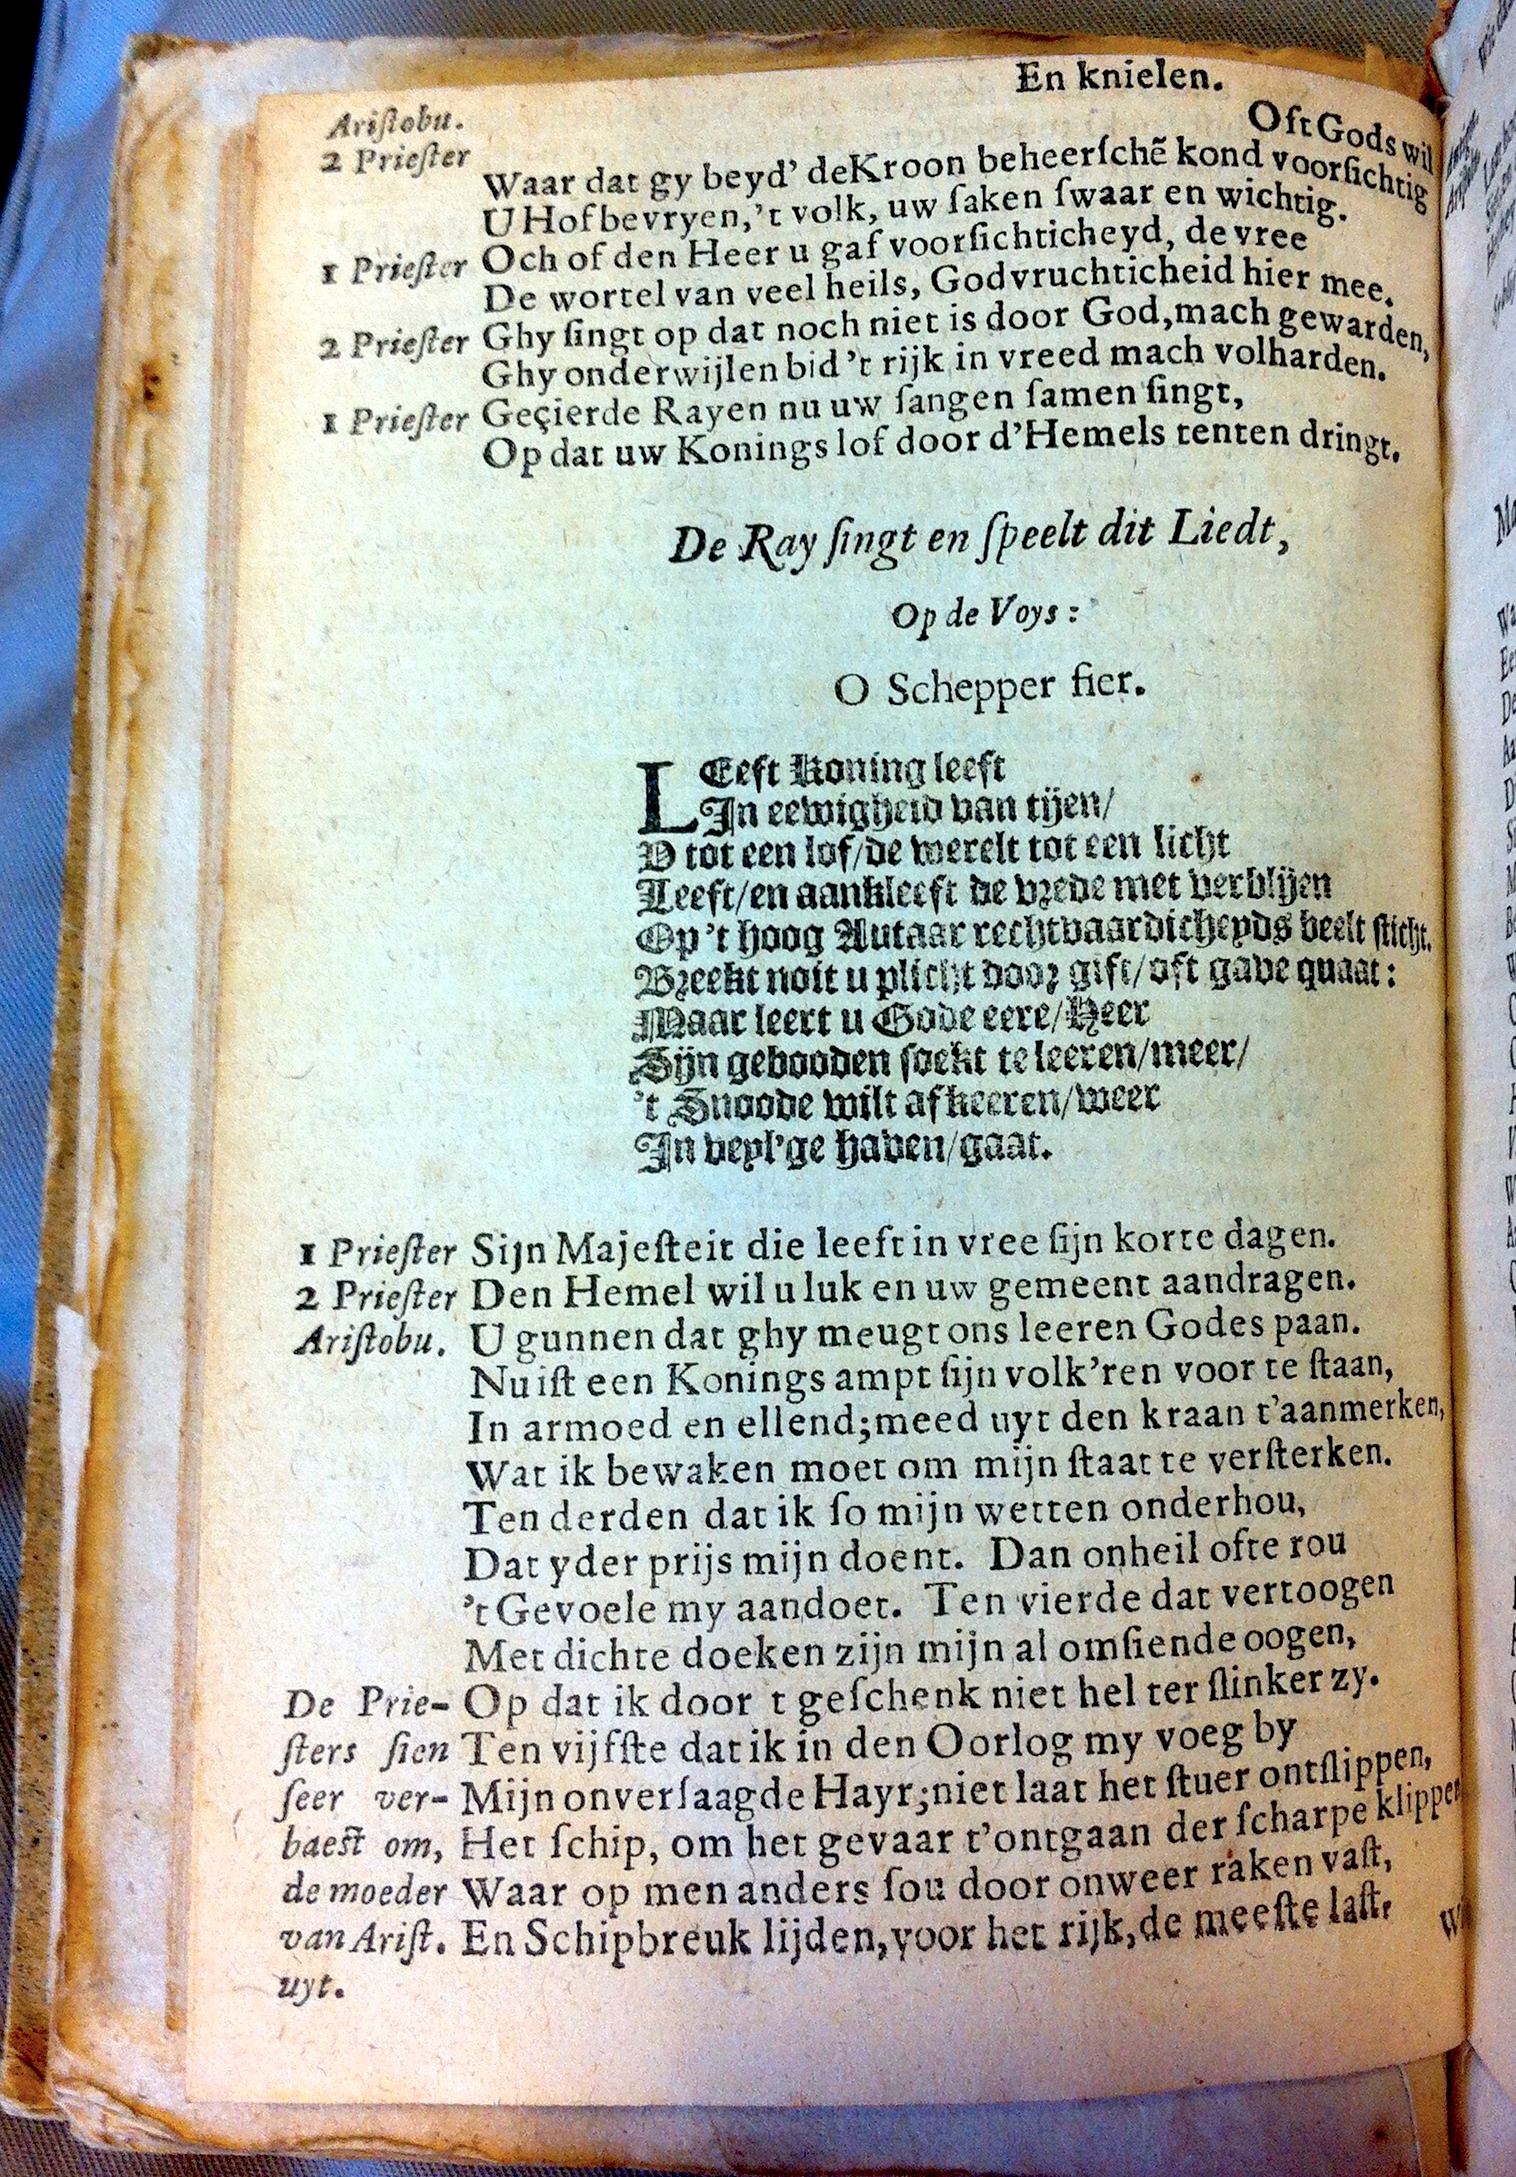 Ariſtobu. En knielen.
2 Prieſter Oft Gods wil
Waar dat gy beyd' de Kroon beheerſchẽ kond voorſichtig
U Hof bevryen, 't volk, uw ſaken ſwaar en wichtig.
1 Prieſter Och of den Heer u gaf voorſichticheyd, de vree
De wortel van veel heils, Godvruchticheid hier mee.
2 Prieſter Ghy ſingt op dat noch niet is door God, mach gewarden,
Ghy onderwijlen bid 't rijk in vreed mach volharden.
1 Prieſter Geçierde Rayen nu uw ſangen ſamen ſingt,
Op dat uw Konings lof door d'Hemels tenten dringt.
De Ray ſingt en ſpeelt dit Liedt,
Op de Voys:
O Schepper fier.
LEeft Koning leeft
In eewigheid van tijen/
V tot een lof/de werelt tot een licht
Leeft/en aankleeft de vrede met verblijen
Op 't hoog Autaar rechtvaardicheyds beelt sticht.
Breekt noit u plicht door gift/oft gave quaat:
Maar leert u Gode eere/Heer
Sijn gebooden soekt te leeren/meer/
't Snoode wilt afkeeren/weer
In veyl'ge haven/gaat.
1 Prieſter Sijn Majeſteit die leeft in vree ſijn korte dagen.
2 Prieſter Den Hemel wil u luk en uw gemeent aandragen.
Ariſtobu. U gunnen dat ghy meugt ons leeren Godes paan.
Nu iſt een Konings ampt ſijn volk'ren voor te ſtaan,
In armoed en ellend; meed uyt den kraan t'aanmerken,
Wat ik bewaken moet om mijn ſtaat te verſterken.
Ten derden dat ik ſo mijn wetten onderhou,
Dat yder prijs mijn doent. Dan onheil ofte rou
't Gevoele my aandoet. Ten vierde dat vertoogen
Met dichte doeken zijn mijn al omſiende oogen,
De Prie- Op dat ik door t geſchenk niet hel ter ſlinker zy.
ſters ſien Ten vijfſte dat ik in den Oorlog my voeg by
ſeer ver- Mijn onverſaagde Hayr; niet laat het ſtuer ontſlippen,
baeſt om, Het ſchip, om het gevaar t'ontgaan der ſcharpe klippen
de moeder Waar op men anders ſou door onweer raken vaſt,
van Ariſt. En Schipbreuk lijden, voor het rijk, de meeſte laſt,
uyt.